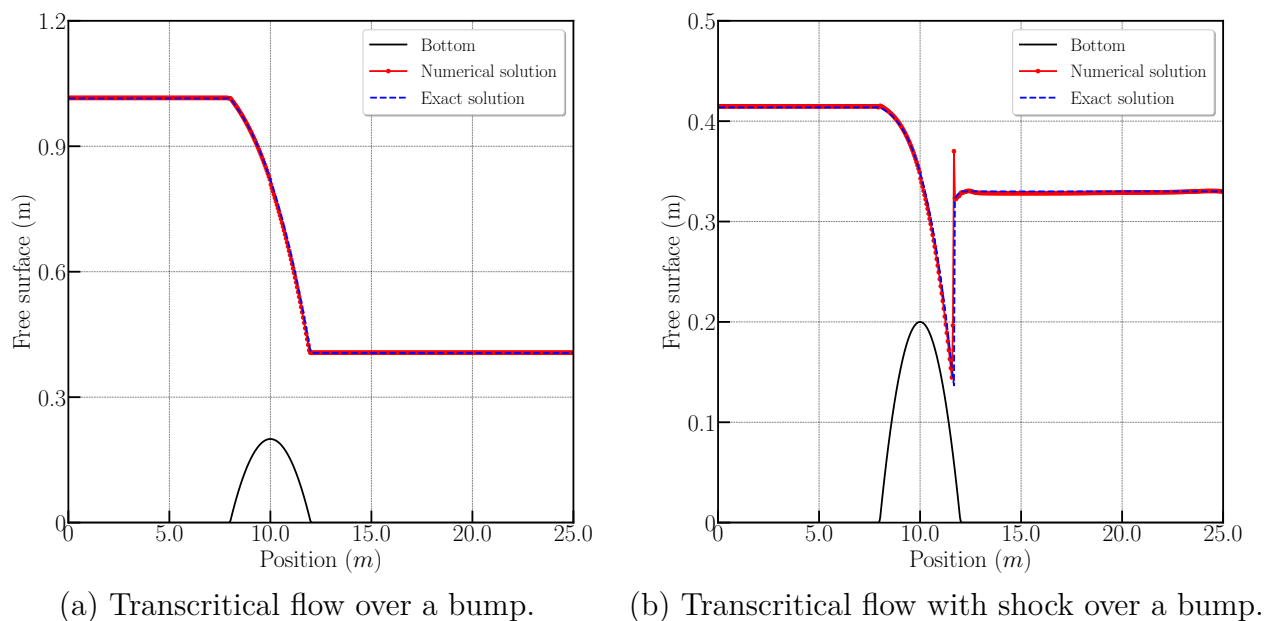 1.2
0.9
0.6
0.3
0
Free surface (m)
Bottom
Numerical solution
Exact solution
0 5.0 10.0 15.0 20.0 25.0
Position (m)
(a) Transcritical flow over a bump.
0.5
0.4
0.3
0.2
0.1
0
Free surface (m)
Bottom
Numerical solution
Exact solution
0 5.0 10.0 15.0 20.0 25.0
Position (m)
(b) Transcritical flow with shock over a bump.